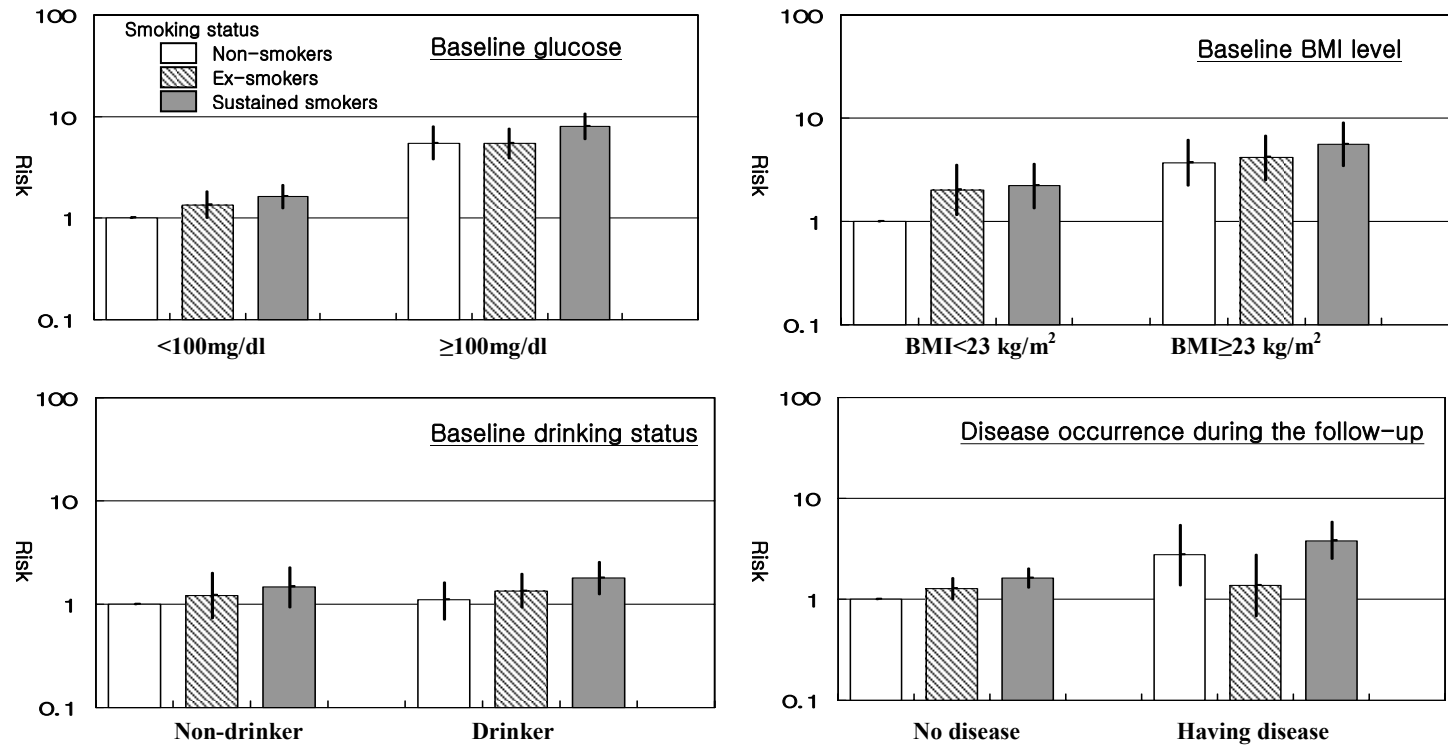 100
10
1
0.1
Risk
Smoking status
Non-smokers
Ex-smokers
Sustained smokers
Baseline glucose
<100mg/dl
≥100mg/dl
100
10
1
0.1
Risk
Baseline BMI level
BMI<23 kg/m²
BMI≥23 kg/m²
100
10
1
0.1
Risk
Baseline drinking status
Non-drinker
Drinker
100
10
1
0.1
Risk
Disease occurrence during the follow-up
No disease
Having disease